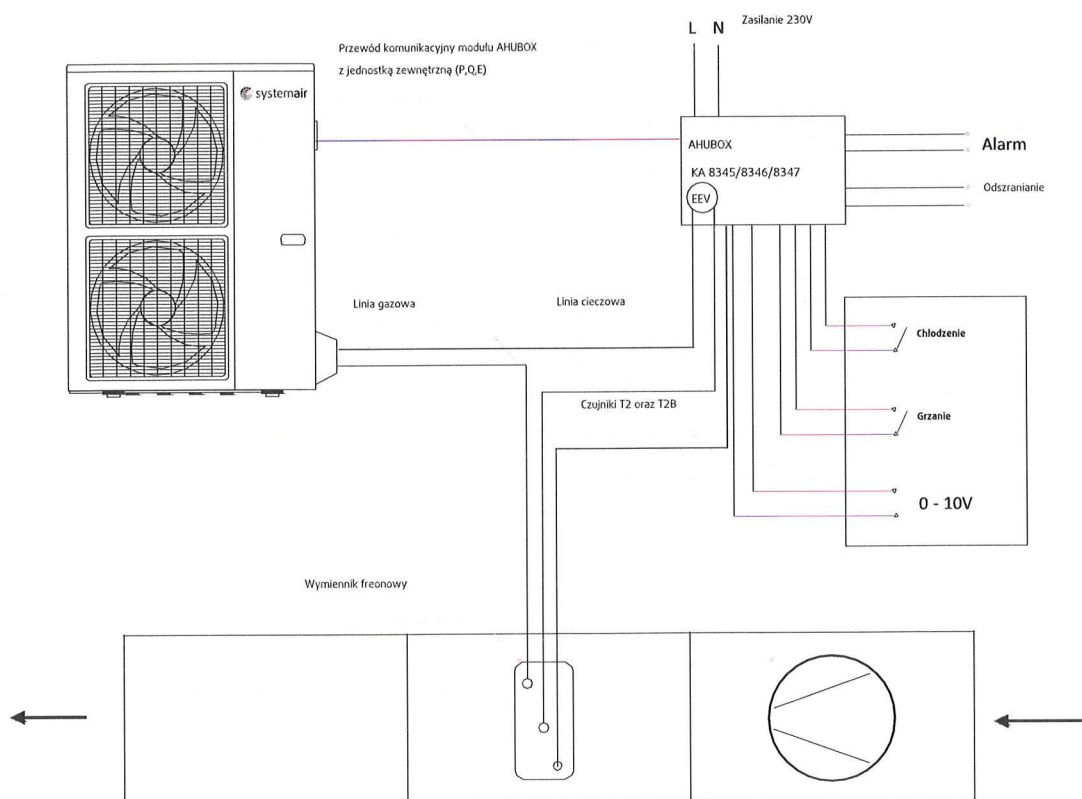 Zasilanie 230V
L N
Przewód komunikacyjny modułu AHUBOX
z jednostką zewnętrzną (P,Q,E)
systemair
AHUBOX
KA 8345/8346/8347
EEV
Alarm
Odszranianie
Linia gazowa
Linia cieczowa
Chłodzenie
Czujniki T2 oraz T2B
Grzanie
0 - 10V
Wymiennik freonowy